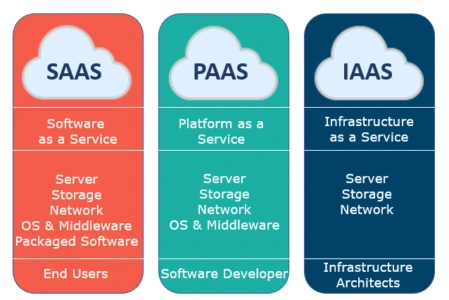 SAAS
Software
as a Service
Server
Storage
Network
OS & Middleware
Packaged Software
End Users
PAAS
Platform as a
Service
Server
Storage
Network
OS & Middleware
Software Developer
IAAS
Infrastructure
as a Service
Server
Storage
Network
Infrastructure
Architects